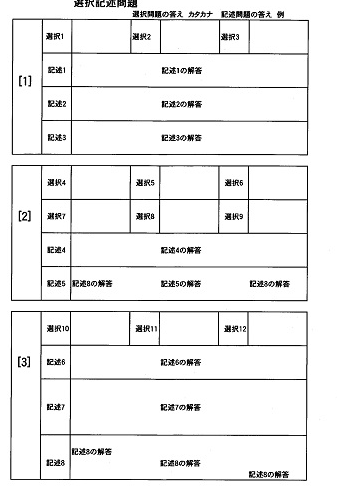 選択記述問題
選択問題の答え カタカナ 記述問題の答え 例
[1]
選択1 選択2 選択3
記述1 記述1の解答
記述2 記述2の解答
記述3 記述3の解答
[2]
選択4 選択5 選択6
選択7 選択8 選択9
記述4 記述4の解答
記述5 記述8の解答 記述5の解答 記述8の解答
[3]
選択10 選択11 選択12
記述6 記述6の解答
記述7 記述7の解答
記述8の解答
記述8 記述8の解答
記述8の解答